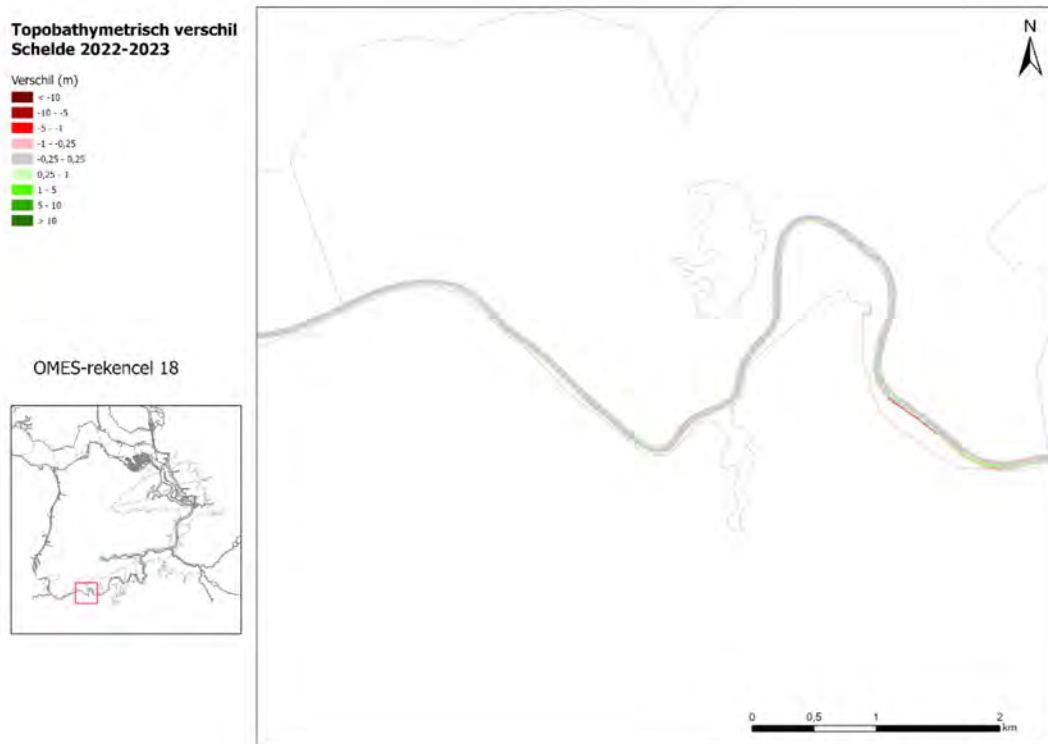 Topobathymetrisch verschil
Schelde 2022-2023
Verschil (m)
< -10
-10 - -5
-5 - -1
-1 - -0,25
-0,25 - 0,25
0,25 - 1
1 - 5
5 - 10
> 10
OMES-rekencel 18
N
0 0,5 1 2
km